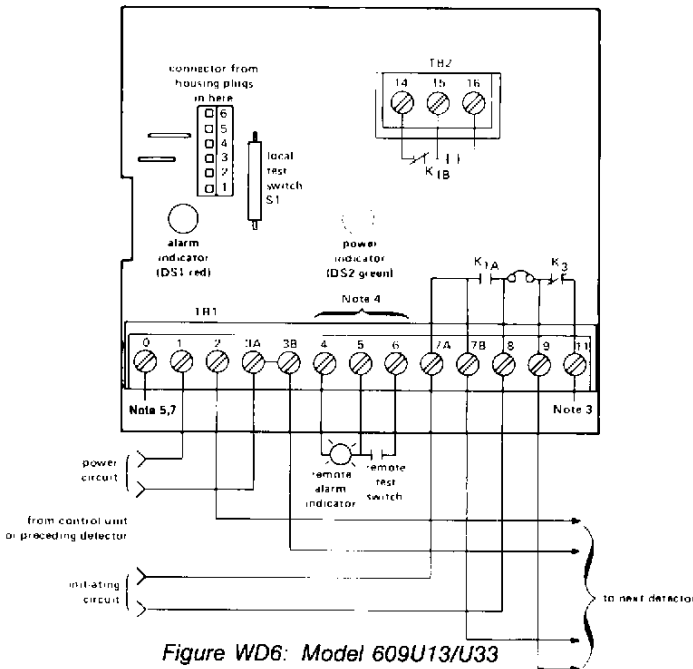 connector from
housing plugs
in here
6
5
4
3
2
1
local
test
switch
S1
TB2
14 15 16
K1B
alarm
indicator
(DS1 red)
power
indicator
(DS2 green)
K1A
K3
Note 4
TB1
0 1 2 3A 3B 4 5 6 7A 7B 8 9 11
Note 5,7
Note 3
power
circuit
remote
alarm
indicator
remote
test
switch
from control unit
or preceding detector
initiating
circuit
to next detector
Figure WD6: Model 609U13/U33